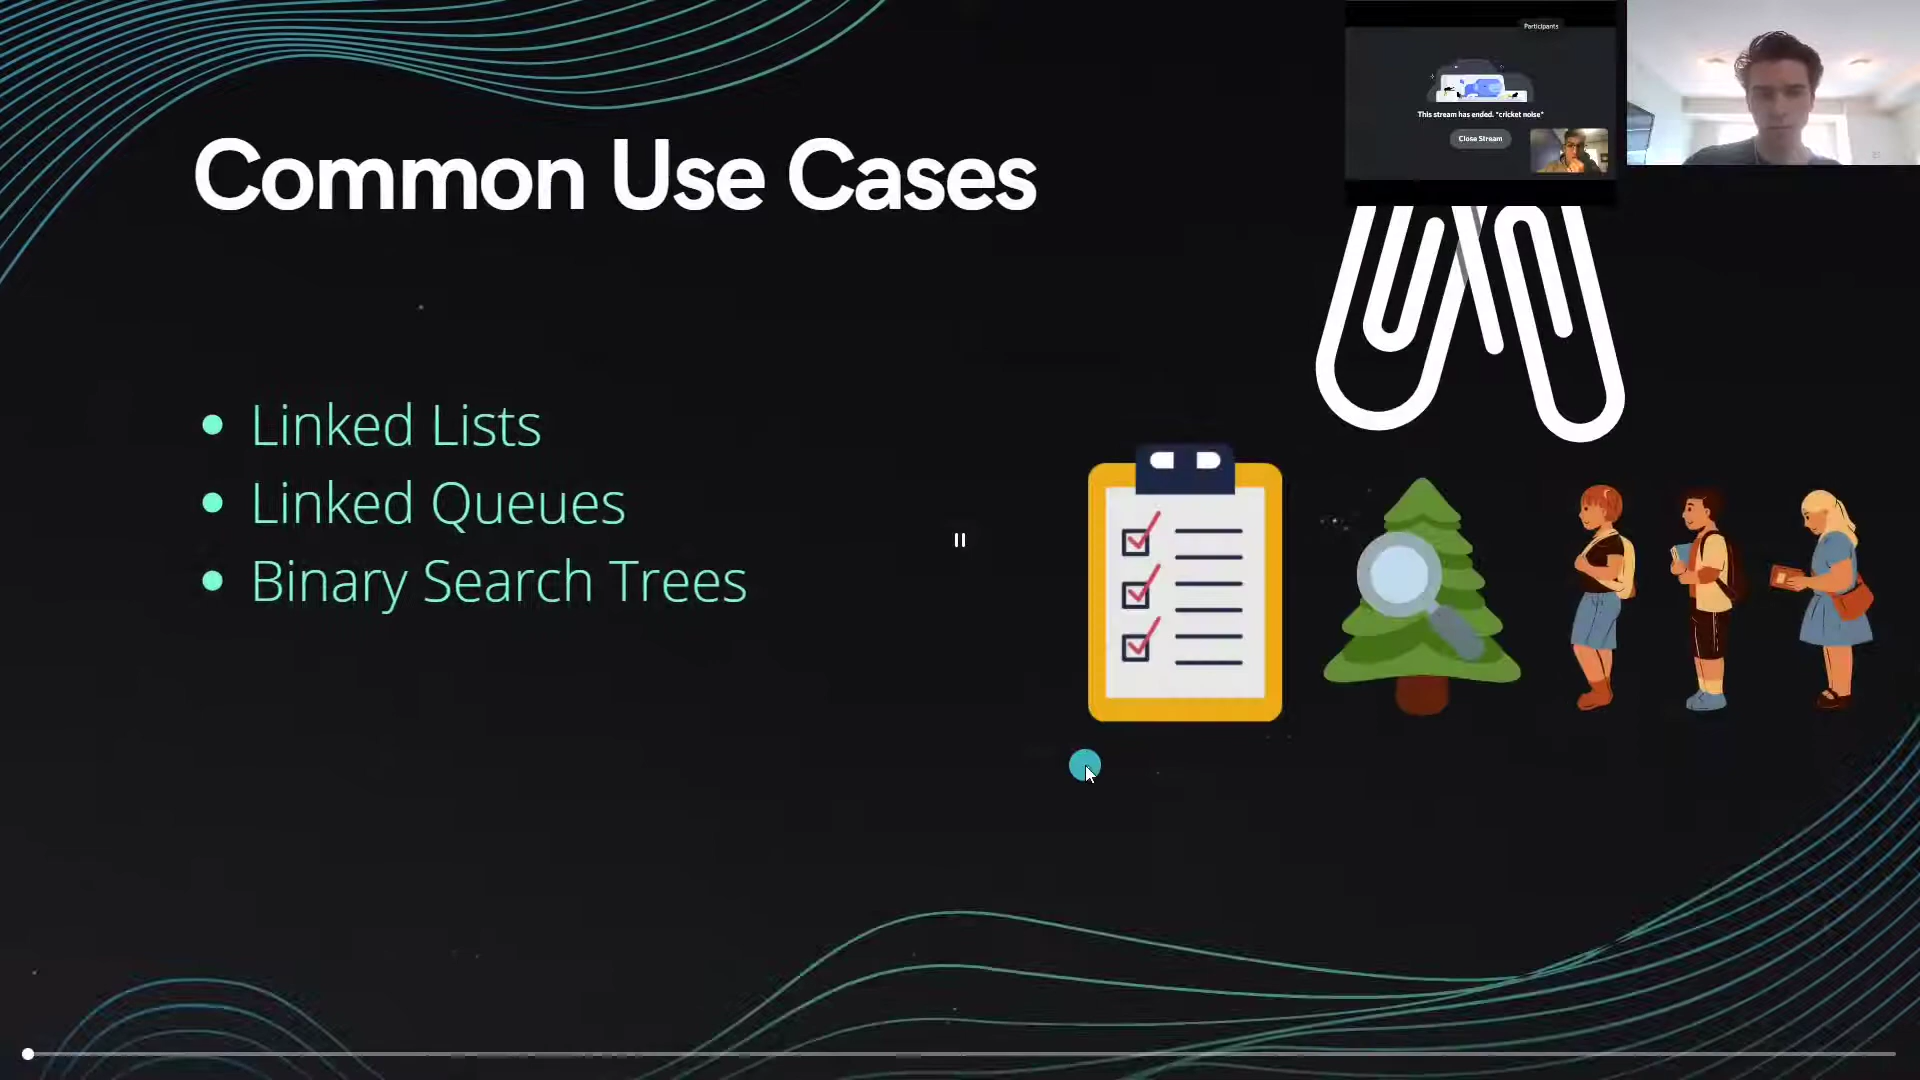 Participants
This stream has ended. *cricket noise*
Close Stream
Common Use Cases
• Linked Lists
• Linked Queues
• Binary Search Trees